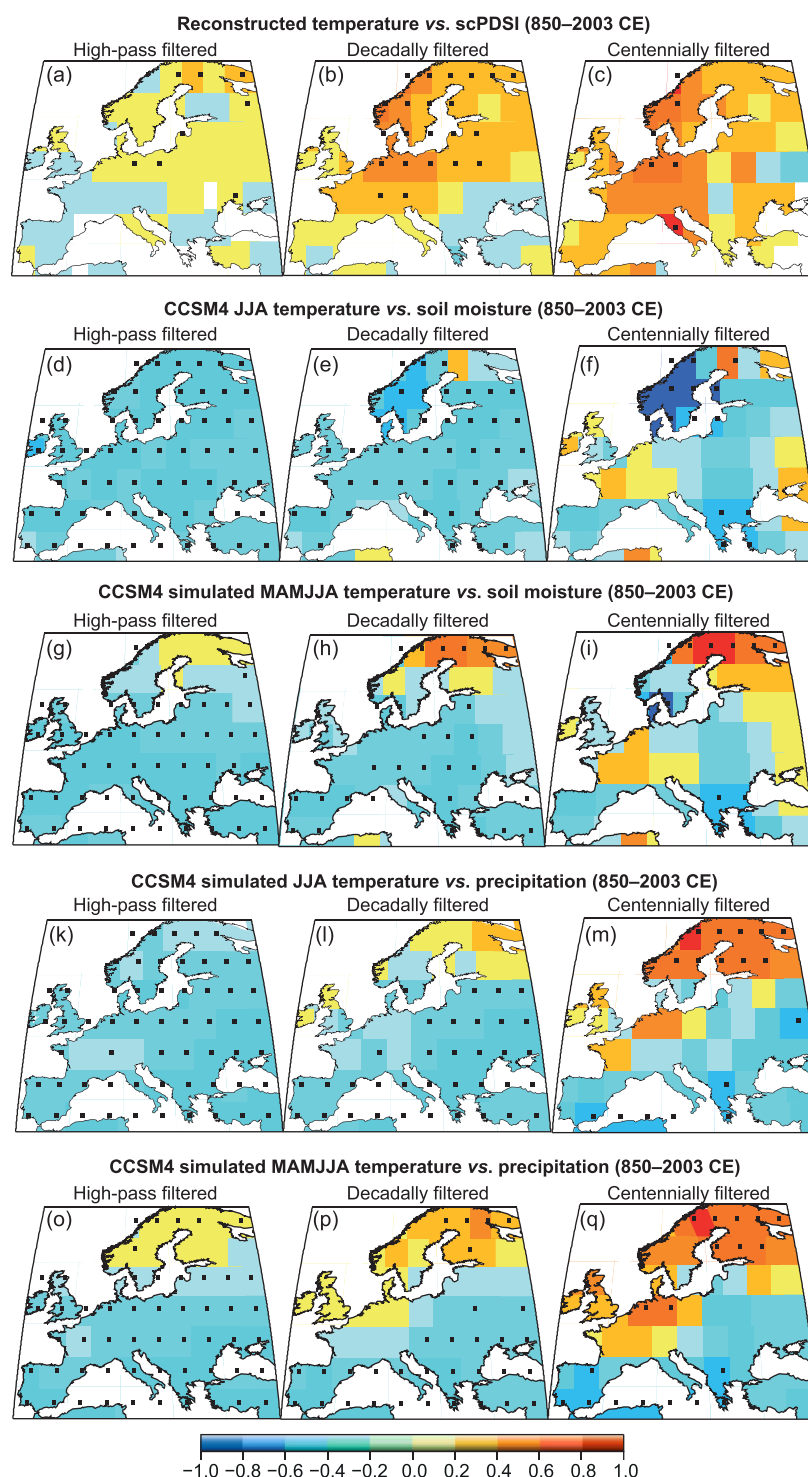 Reconstructed temperature vs. scPDSI (850–2003 CE)
High-pass filtered Decadally filtered Centennially filtered
(a) (b) (c)
CCSM4 JJA temperature vs. soil moisture (850–2003 CE)
High-pass filtered Decadally filtered Centennially filtered
(d) (e) (f)
CCSM4 simulated MAMJJA temperature vs. soil moisture (850–2003 CE)
High-pass filtered Decadally filtered Centennially filtered
(g) (h) (i)
CCSM4 simulated JJA temperature vs. precipitation (850–2003 CE)
High-pass filtered Decadally filtered Centennially filtered
(k) (l) (m)
CCSM4 simulated MAMJJA temperature vs. precipitation (850–2003 CE)
High-pass filtered Decadally filtered Centennially filtered
(o) (p) (q)
−1.0 −0.8 −0.6 −0.4 −0.2 0.0 0.2 0.4 0.6 0.8 1.0